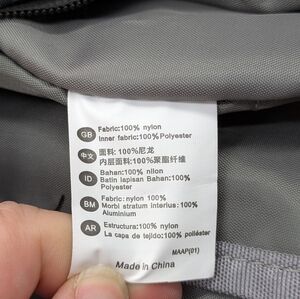 GB Fabric:100% nylon
Inner fabric:100% Polyester
中文 面料:100%尼龙
内层面料:100%聚酯纤维
ID Bahan:100% nilon
Batin lapisan Bahan:100%
Polyester
BM Fabric: nylon 100%
Morbi stratum interius: 100%
Aluminium
AR Estructura:100% nylon
La capa de tejido:100% poliester
MAAP(01)
Made in China